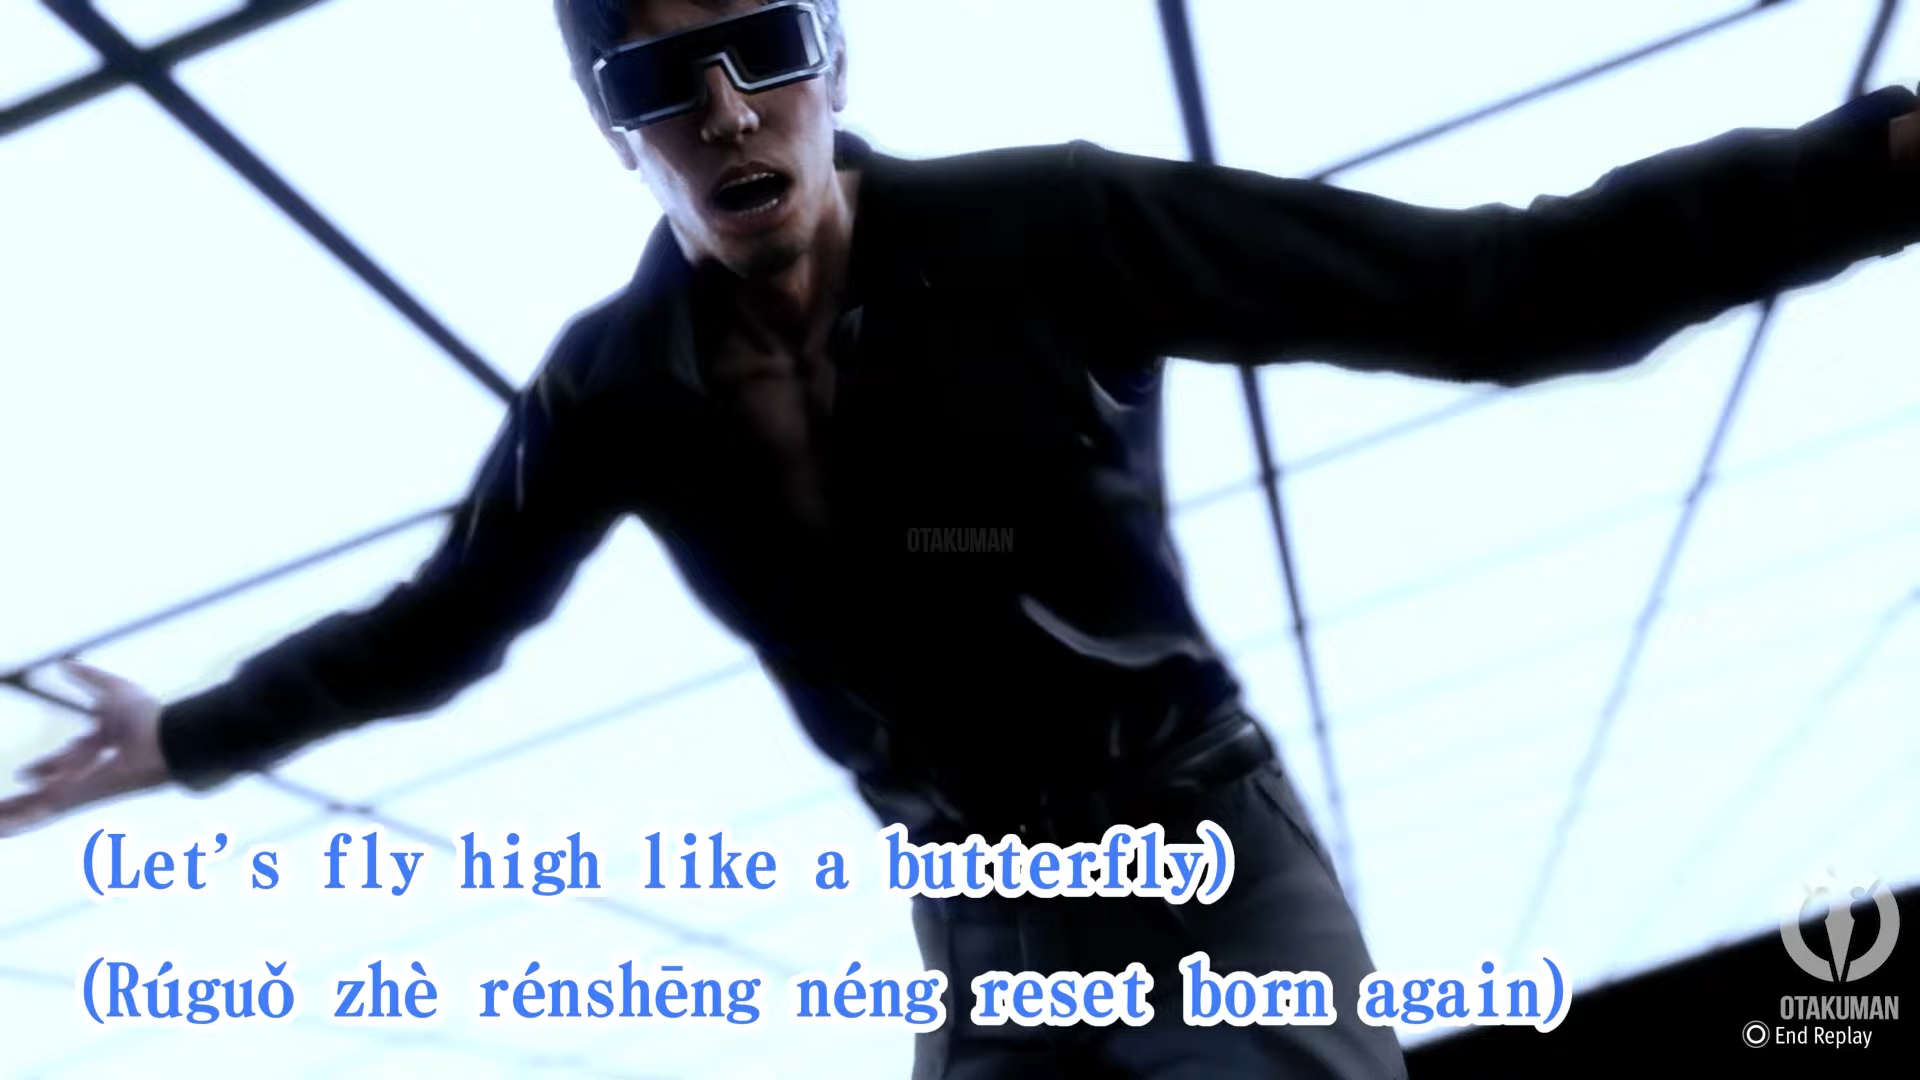 OTAKUMAN
(Let's fly high like a butterfly)
(Rúguǒ zhè rénshēng néng reset born again)
OTAKUMAN
End Replay